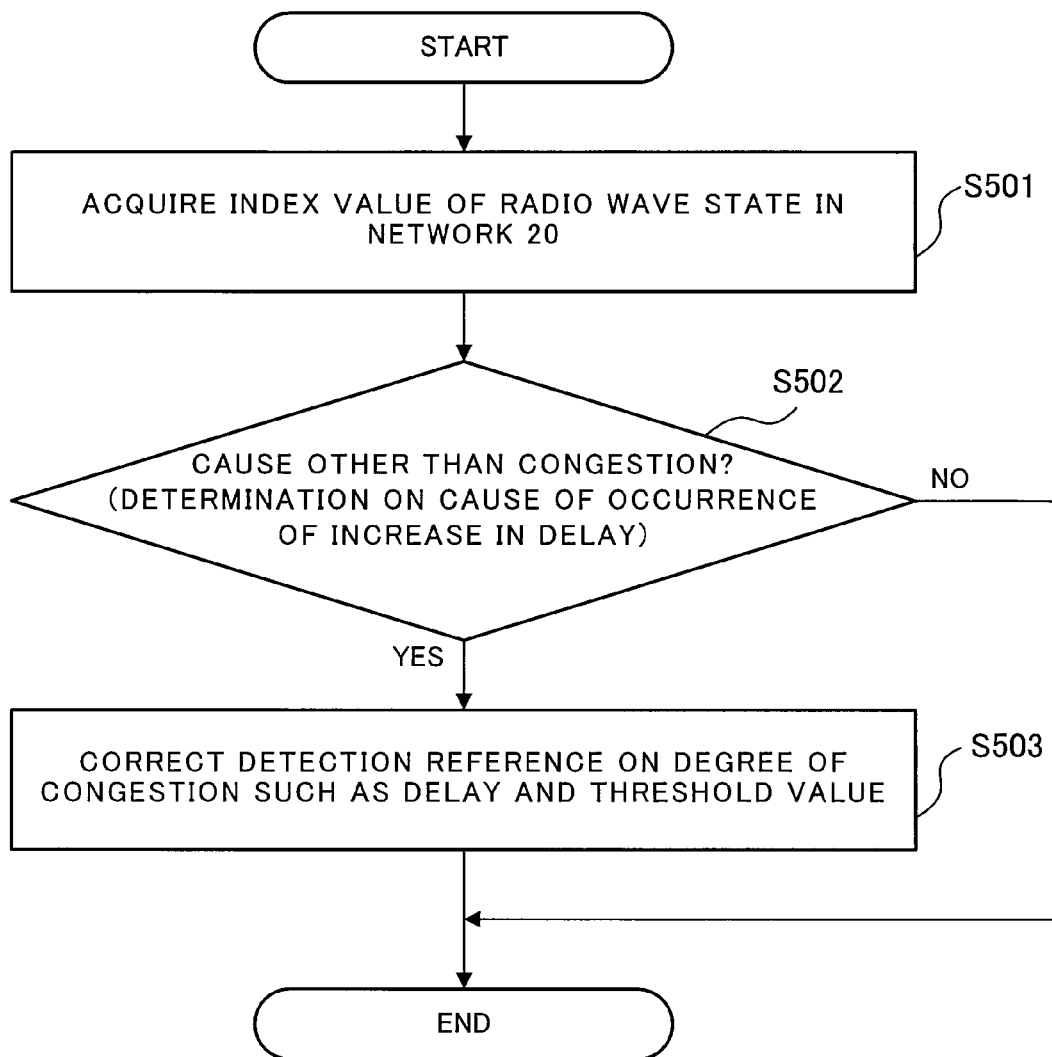 START
ACQUIRE INDEX VALUE OF RADIO WAVE STATE IN
NETWORK 20
S501
S502
CAUSE OTHER THAN CONGESTION?
(DETERMINATION ON CAUSE OF OCCURRENCE
OF INCREASE IN DELAY)
NO
YES
CORRECT DETECTION REFERENCE ON DEGREE OF
CONGESTION SUCH AS DELAY AND THRESHOLD VALUE
S503
END